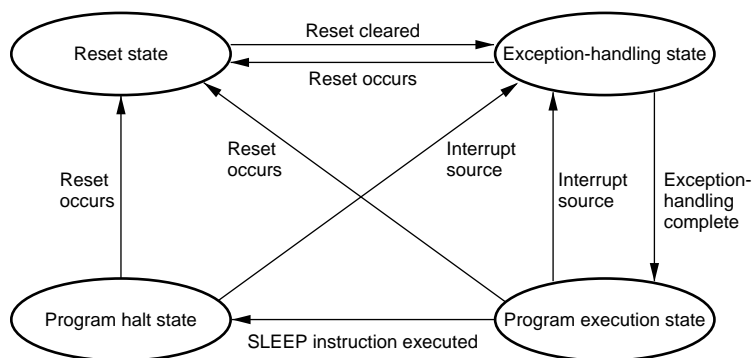 Reset cleared
Reset state
Exception-handling state
Reset occurs
Reset
occurs
Reset
occurs
Interrupt
source
Interrupt
source
Exception-
handling
complete
Program halt state
Program execution state
SLEEP instruction executed